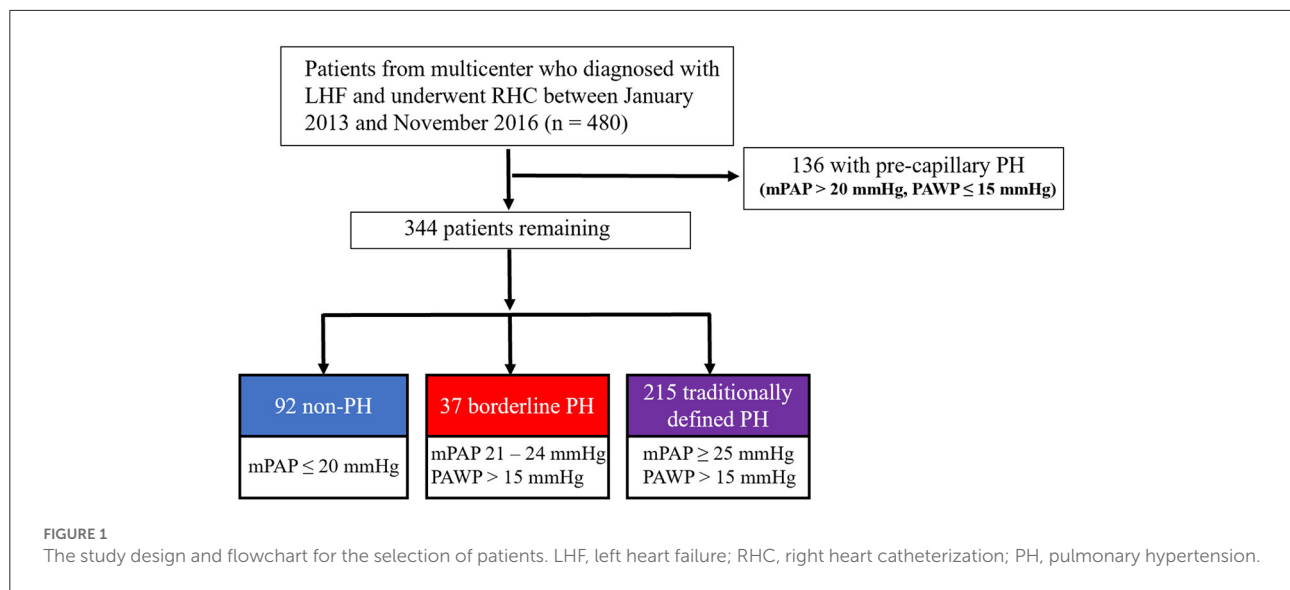 Patients from multicenter who diagnosed with
LHF and underwent RHC between January
2013 and November 2016 (n = 480)
136 with pre-capillary PH
(mPAP > 20 mmHg, PAWP ≤ 15 mmHg)
344 patients remaining
92 non-PH
mPAP ≤ 20 mmHg
37 borderline PH
mPAP 21 – 24 mmHg
PAWP > 15 mmHg
215 traditionally
defined PH
mPAP ≥ 25 mmHg
PAWP > 15 mmHg
FIGURE 1
The study design and flowchart for the selection of patients. LHF, left heart failure; RHC, right heart catheterization; PH, pulmonary hypertension.